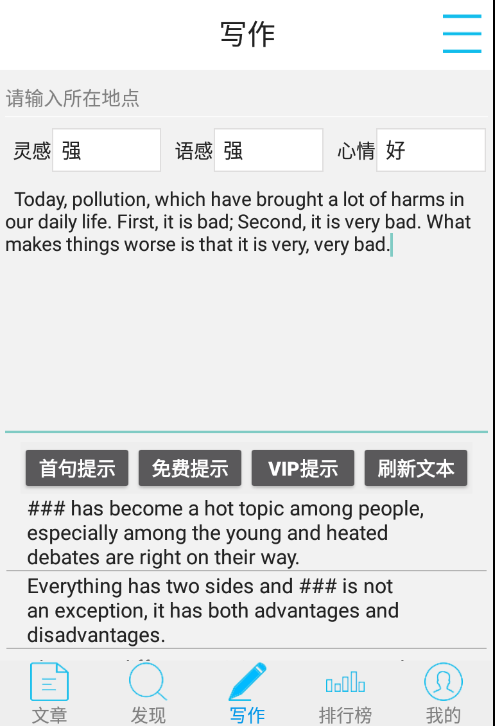 写作
请输入所在地点
灵感 强 语感 强 心情 好
Today, pollution, which have brought a lot of harms in
our daily life. First, it is bad; Second, it is very bad. What
makes things worse is that it is very, very bad.
首句提示 免费提示 VIP提示 刷新文本
### has become a hot topic among people,
especially among the young and heated
debates are right on their way.
Everything has two sides and ### is not
an exception, it has both advantages and
disadvantages.
文章 发现 写作 排行榜 我的